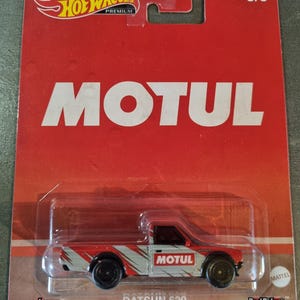 HOT WHEELS
PREMIUM
MOTUL
MOTUL
MATTEL
DATSUN 620